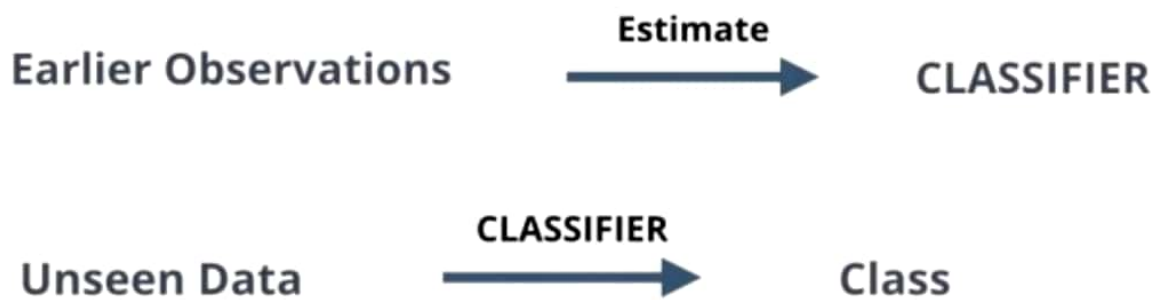 Estimate
Earlier Observations
CLASSIFIER
CLASSIFIER
Unseen Data
Class